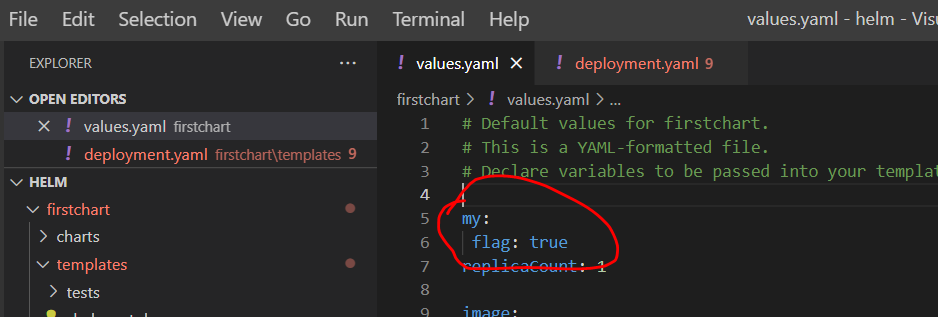 File Edit Selection View Go Run Terminal Help values.yaml - helm - Visu
EXPLORER ...
OPEN EDITORS
values.yaml firstchart
deployment.yaml firstchart\templates 9
HELM
firstchart
charts
templates
tests
values.yaml deployment.yaml 9
firstchart > ! values.yaml > ...
1 # Default values for firstchart.
2 # This is a YAML-formatted file.
3 # Declare variables to be passed into your templat
4
5 my:
6 flag: true
7 replicaCount: 1
8
9 image: